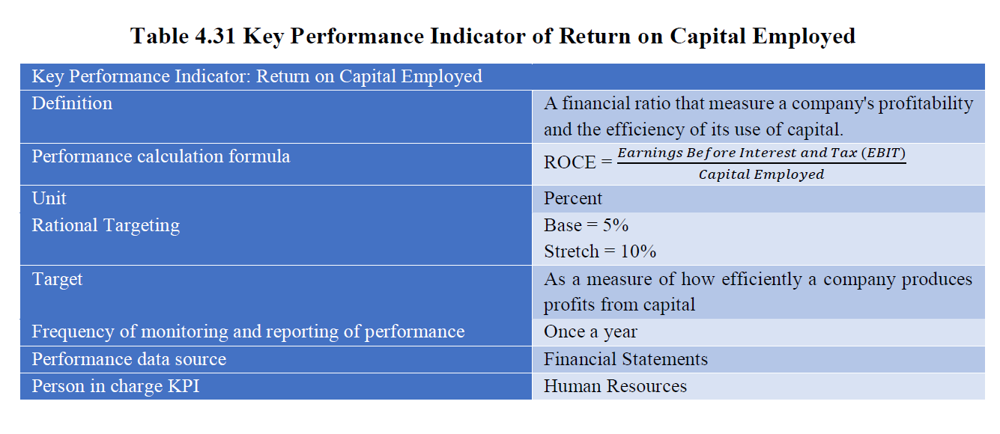 Table 4.31 Key Performance Indicator of Return on Capital Employed
Key Performance Indicator: Return on Capital Employed
Definition
A financial ratio that measure a company's profitability
and the efficiency of its use of capital.
Performance calculation formula
ROCE = Earnings Before Interest and Tax (EBIT)
Capital Employed
Unit
Percent
Rational Targeting
Base = 5%
Stretch = 10%
Target
As a measure of how efficiently a company produces
profits from capital
Frequency of monitoring and reporting of performance
Once a year
Performance data source
Financial Statements
Person in charge KPI
Human Resources